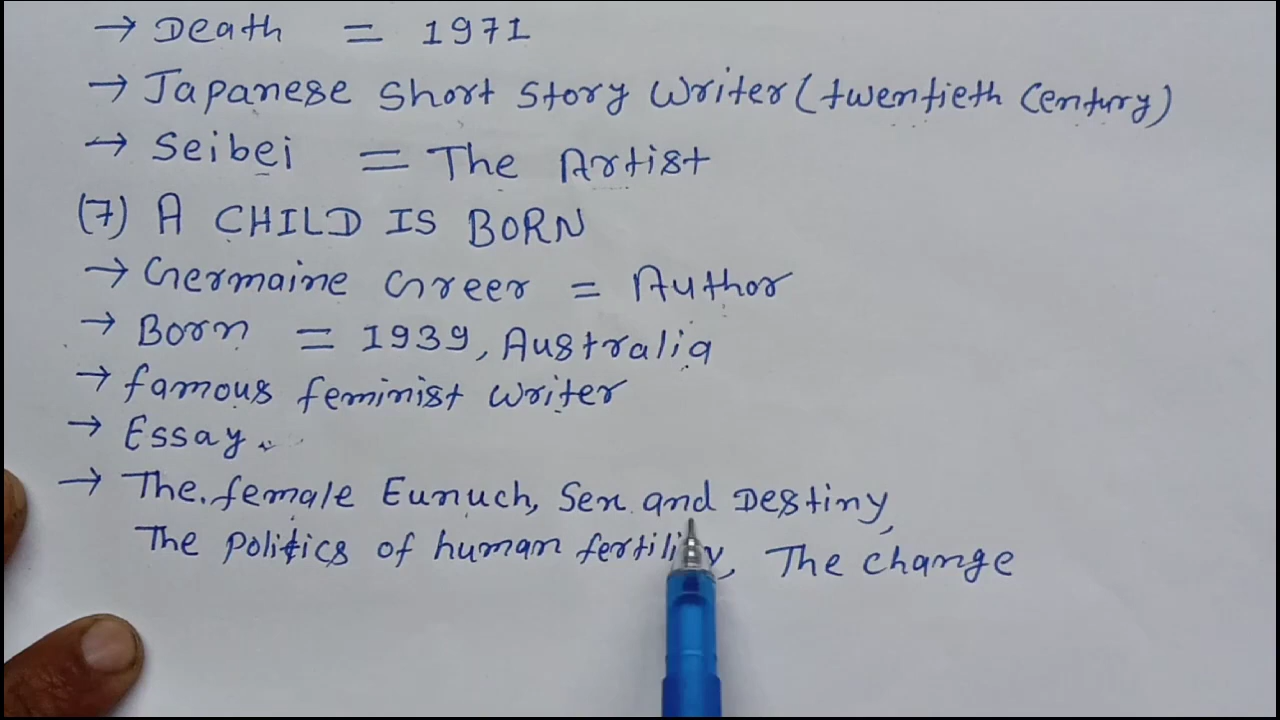 → Death = 1971
→ Japanese Short Story Writer (twentieth Century)
→ Seibei = The Artist
(7) A CHILD IS BORN
→ Germaine Greer = Author
→ Born = 1939, Australia
→ famous feminist writer
→ Essay.
→ The female Eunuch, Sex and Destiny,
The politics of human fertility, The change